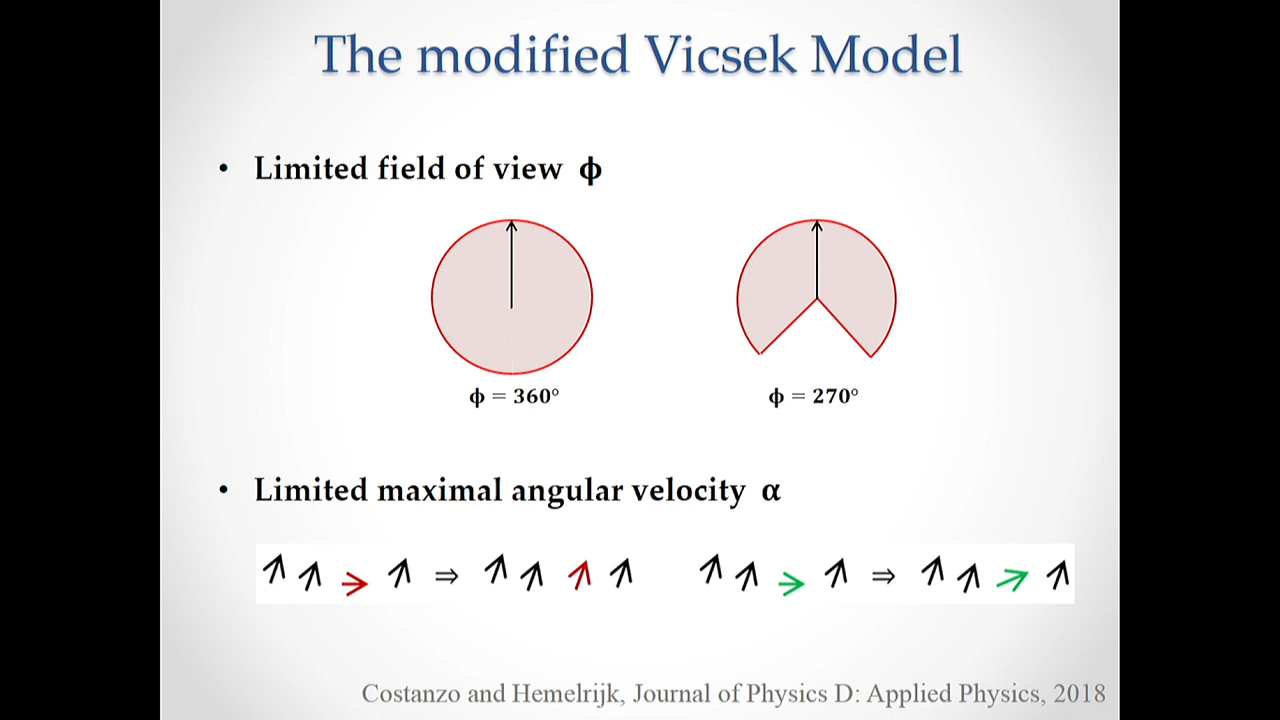 The modified Vicsek Model
• Limited field of view ϕ
ϕ = 360° ϕ = 270°
• Limited maximal angular velocity α
⇒ ⇒
Costanzo and Hemelrijk, Journal of Physics D: Applied Physics, 2018